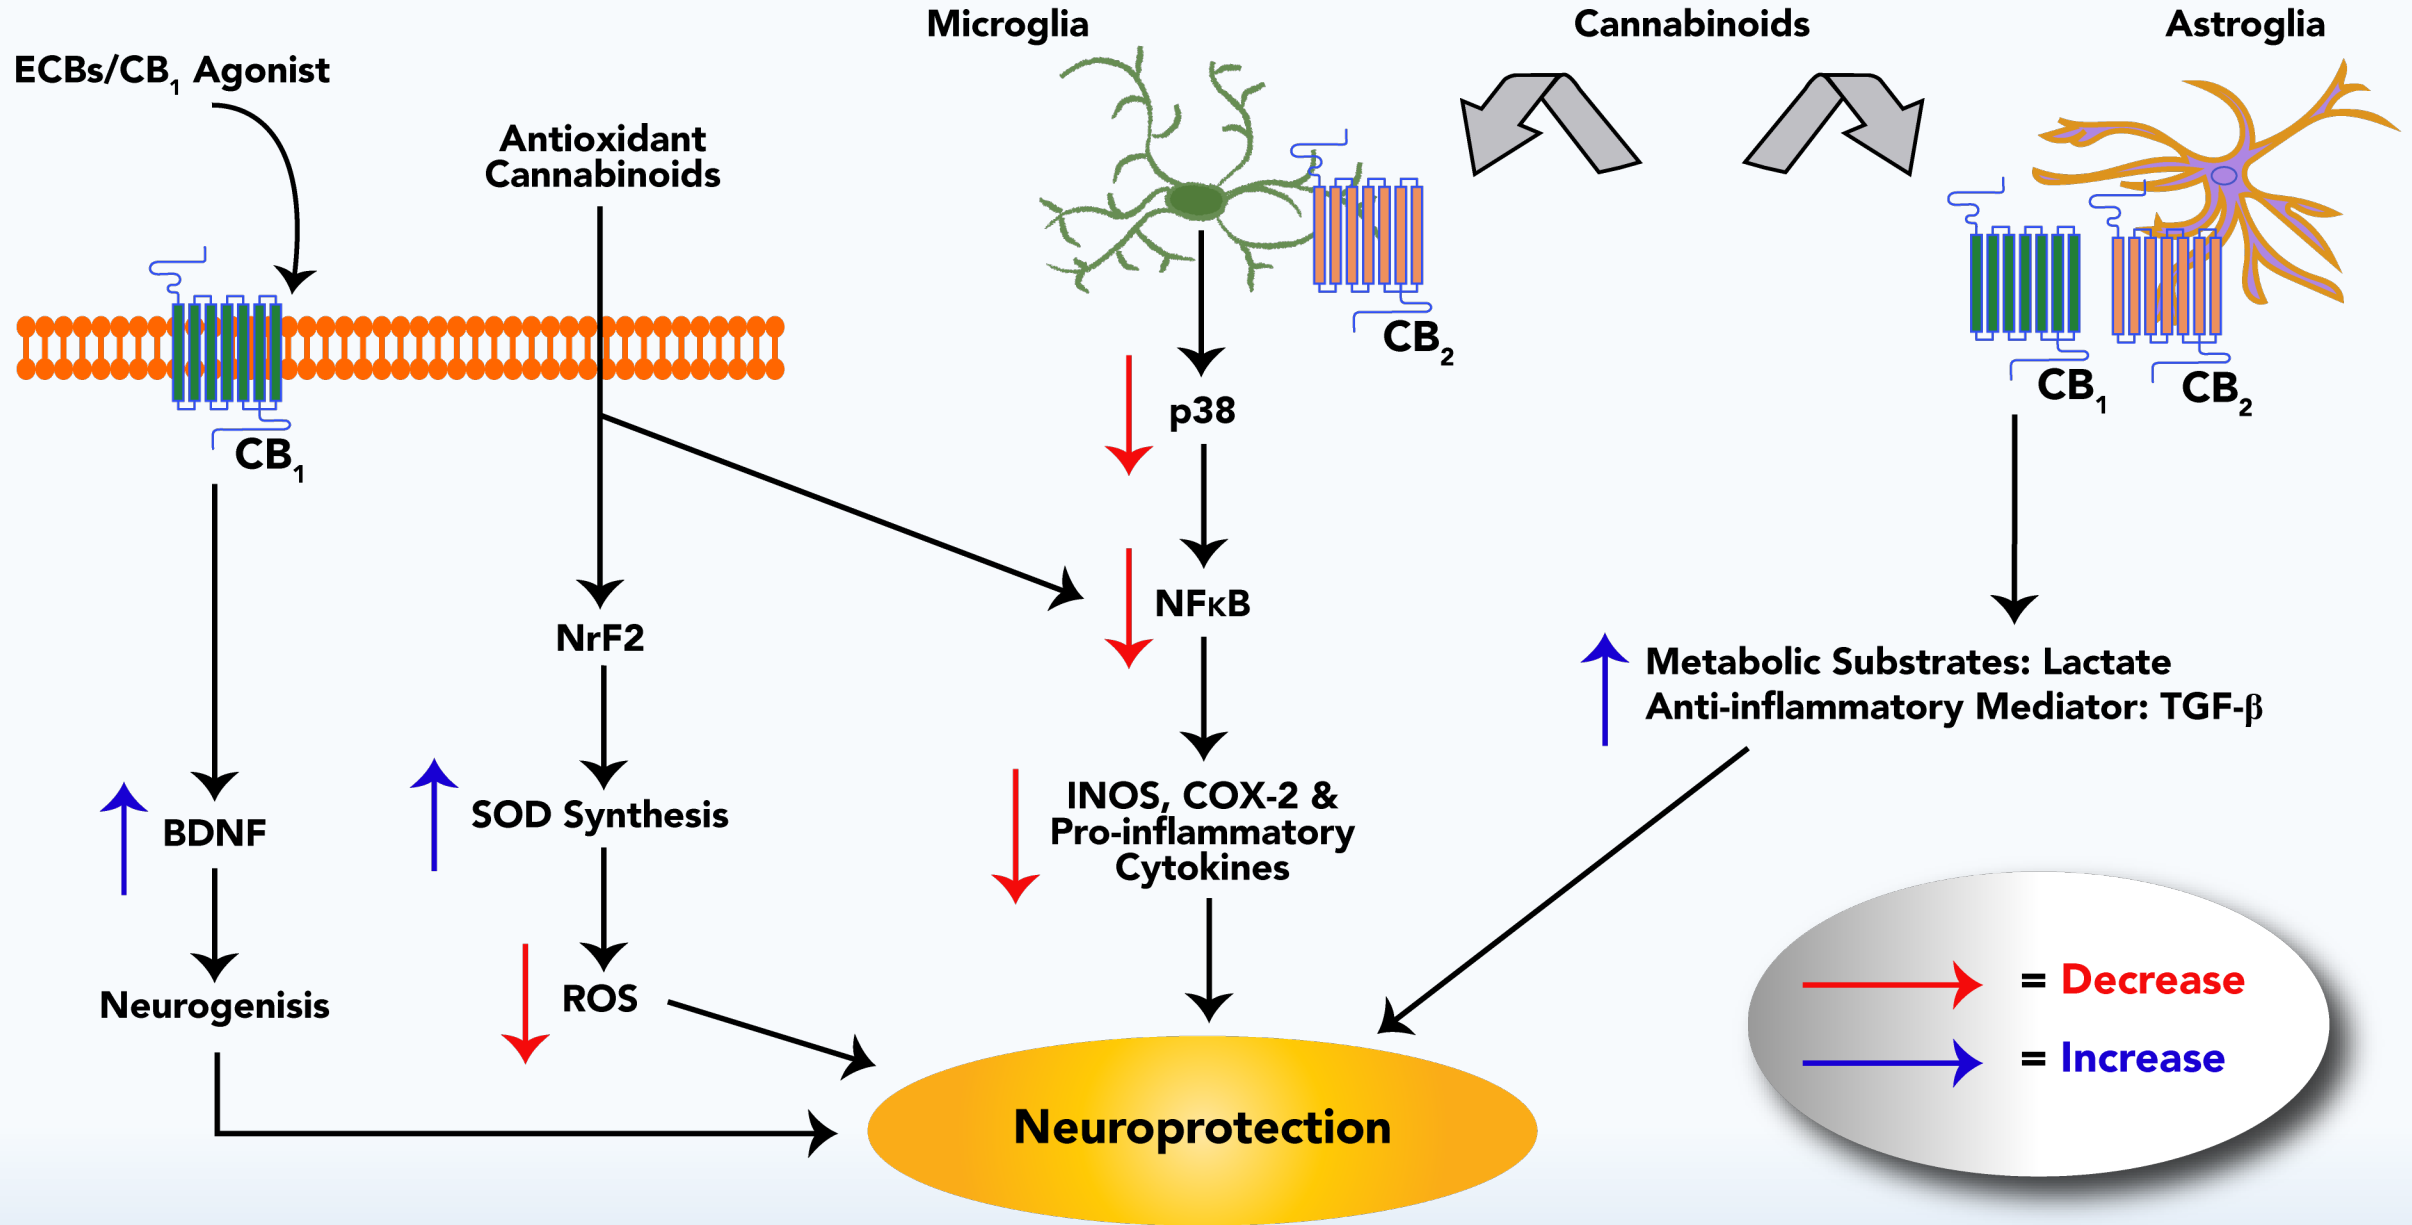 Microglia
Cannabinoids
Astroglia
ECBs/CB1 Agonist
Antioxidant
Cannabinoids
CB2
CB1
CB2
p38
CB1
NFκB
NrF2
Metabolic Substrates: Lactate
Anti-inflammatory Mediator: TGF-β
INOS, COX-2 &
Pro-inflammatory
Cytokines
SOD Synthesis
BDNF
ROS
Neurogenisis
= Decrease
= Increase
Neuroprotection